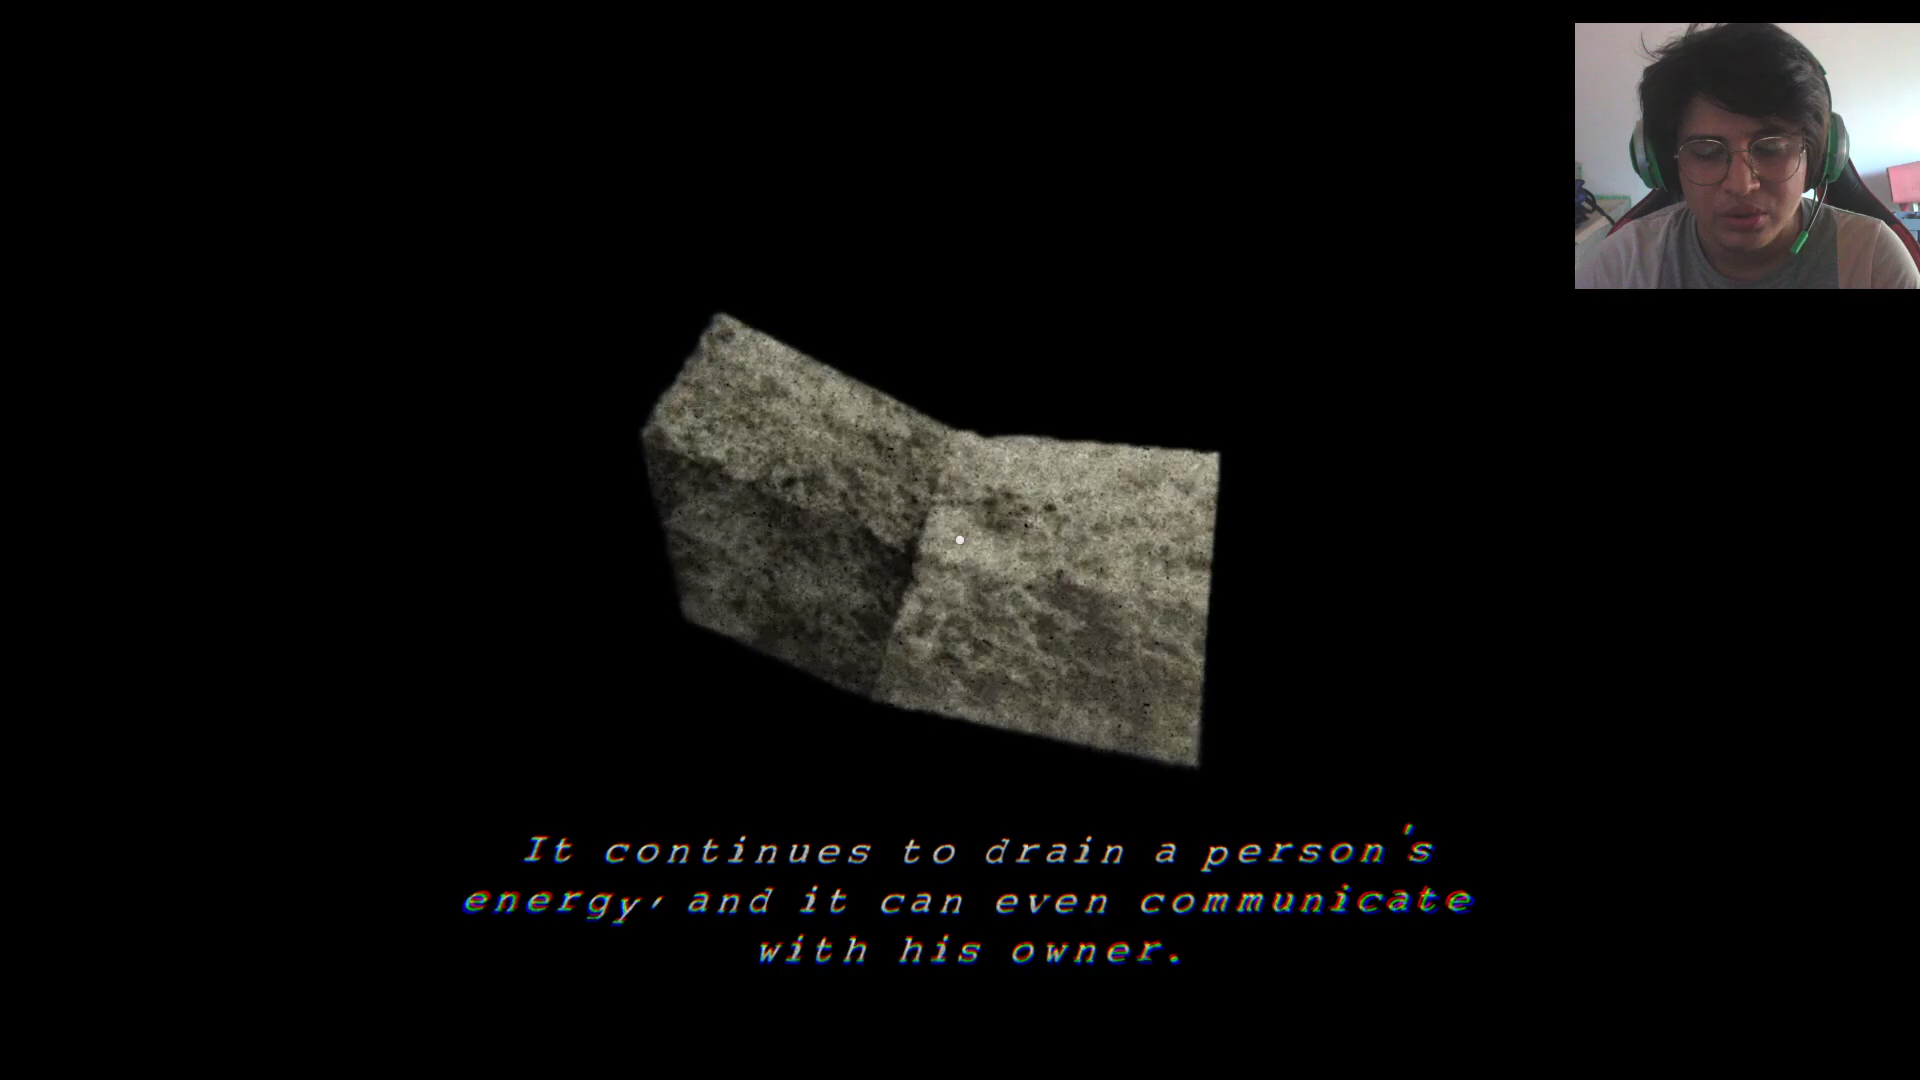 It continues to drain a person's
energy, and it can even communicate
with his owner.